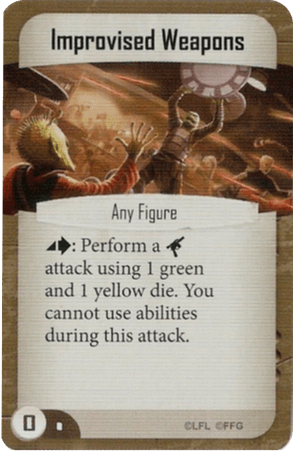 Improvised Weapons
Any Figure
: Perform a
attack using 1 green
and 1 yellow die. You
cannot use abilities
during this attack.
0
©LFL ©FFG